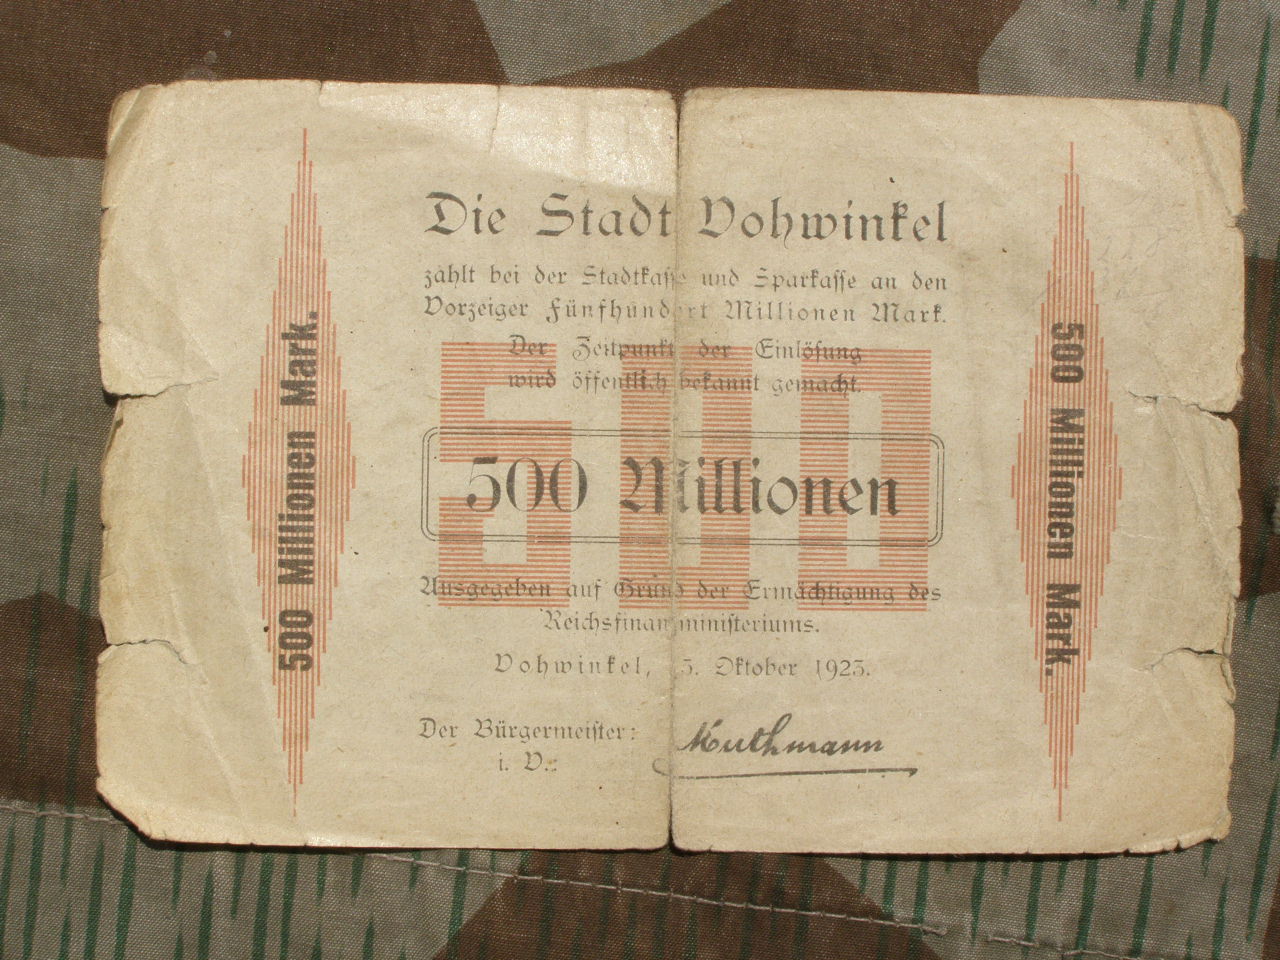 Die Stadt Vohwinkel
zahlt bei der Stadtkasse und Sparkasse an den
Vorzeiger Fünfhundert Millionen Mark.
Der Zeitpunkt der Einlösung
wird öffentlich bekannt gemacht.
500
500 Millionen
Ausgegeben auf Grund der Ermächtigung des
Reichsfinanzministeriums.
Vohwinkel, 3. Oktober 1923.
Der Bürgermeister:
i. V.:
500 Millionen Mark.
500 Millionen Mark.